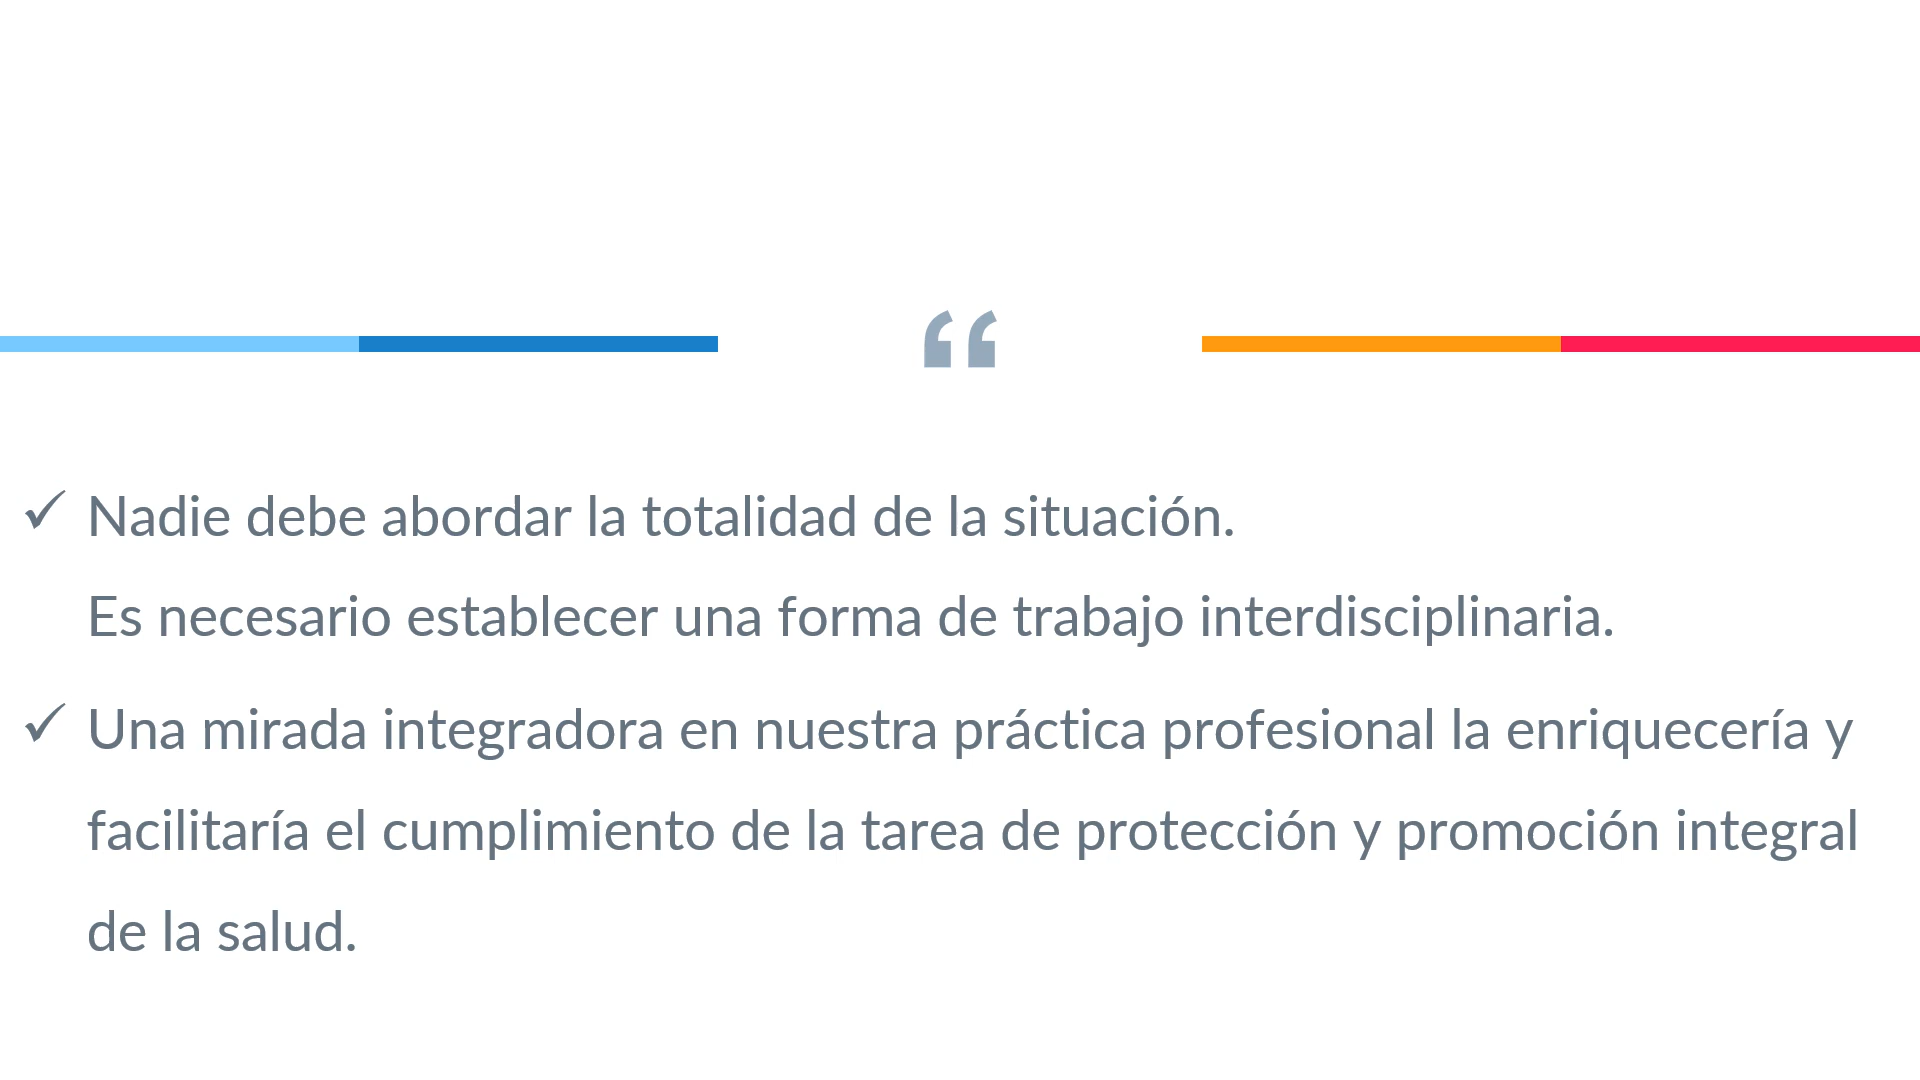 “
✓ Nadie debe abordar la totalidad de la situación.
Es necesario establecer una forma de trabajo interdisciplinaria.
✓ Una mirada integradora en nuestra práctica profesional la enriquecería y
facilitaría el cumplimiento de la tarea de protección y promoción integral
de la salud.